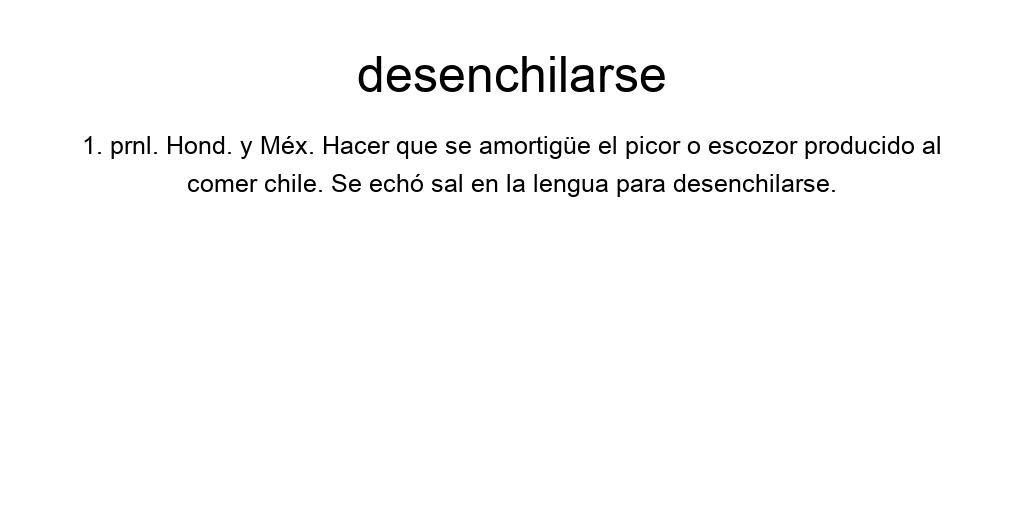 desenchilarse
1. prnl. Hond. y Méx. Hacer que se amortigüe el picor o escozor producido al
comer chile. Se echó sal en la lengua para desenchilarse.